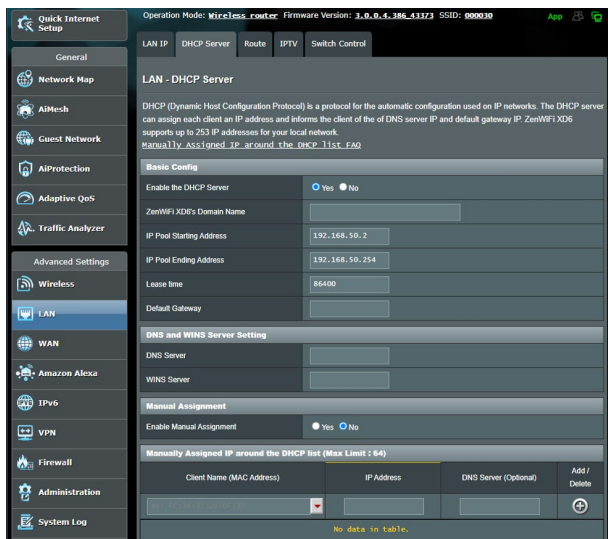 Quick Internet
Setup
General
Network Map
AiMesh
Guest Network
AiProtection
Adaptive QoS
Traffic Analyzer
Advanced Settings
Wireless
LAN
WAN
Amazon Alexa
IPv6
VPN
Firewall
Administration
System Log
Operation Mode: Wireless router Firmware Version: 3.0.0.4.386_43373 SSID: 000030
App
LAN IP DHCP Server Route IPTV Switch Control
LAN - DHCP Server
DHCP (Dynamic Host Configuration Protocol) is a protocol for the automatic configuration used on IP networks. The DHCP server
can assign each client an IP address and informs the client of the of DNS server IP and default gateway IP. ZenWiFi XD6
supports up to 253 IP addresses for your local network.
Manually Assigned IP around the DHCP list FAQ
Basic Config
Enable the DHCP Server Yes No
ZenWiFi XD6's Domain Name
IP Pool Starting Address 192.168.50.2
IP Pool Ending Address 192.168.50.254
Lease time 86400
Default Gateway
DNS and WINS Server Setting
DNS Server
WINS Server
Manual Assignment
Enable Manual Assignment Yes No
Manually Assigned IP around the DHCP list (Max Limit : 64)
Client Name (MAC Address) IP Address DNS Server (Optional) Add /
Delete
No data in table.